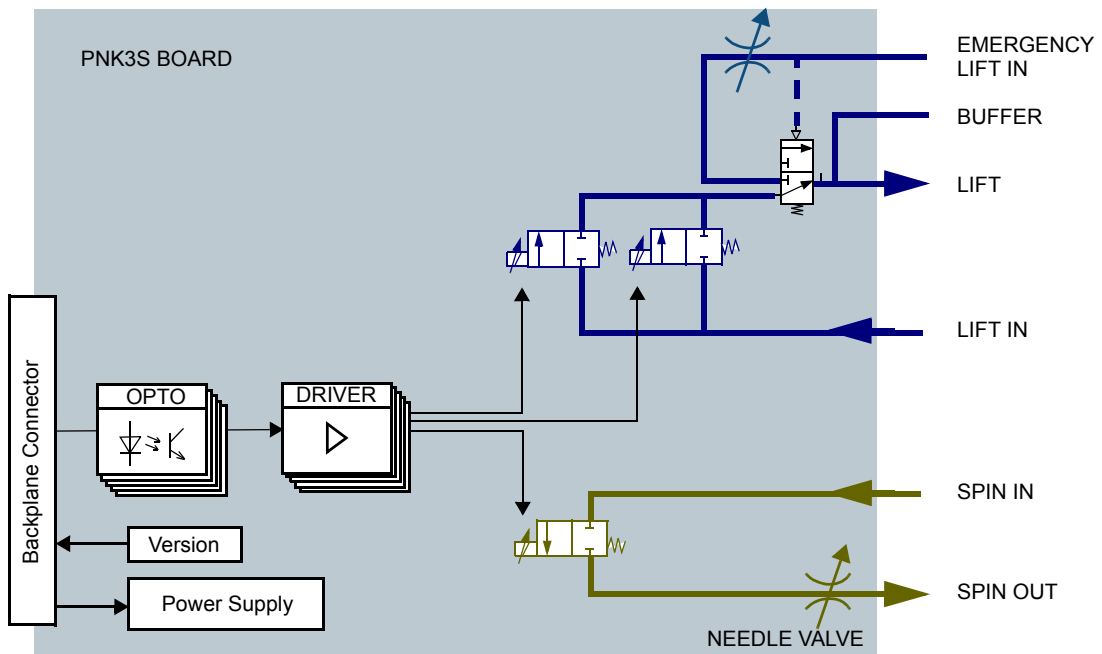 PNK3S BOARD
EMERGENCY
LIFT IN
BUFFER
LIFT
LIFT IN
Backplane Connector
OPTO
DRIVER
SPIN IN
Version
Power Supply
SPIN OUT
NEEDLE VALVE